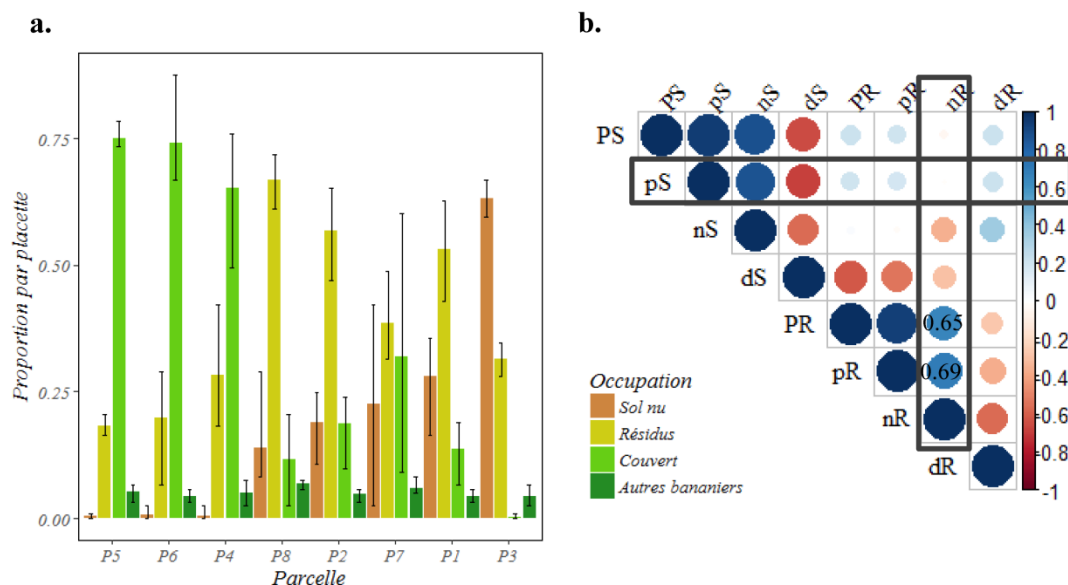 a.
Proportion par placette
0.75
0.50
0.25
0.00
P5 P6 P4 P8 P2 P7 P1 P3
Parcelle
Occupation
Sol nu
Résidus
Couvert
Autres bananiers
b.
PS pS nS dS PR pR nR dR
PS
pS
nS
dS
PR
0.65
pR
0.69
nR
dR
1
0.8
0.6
0.4
0.2
0
-0.2
-0.4
-0.6
-0.8
-1